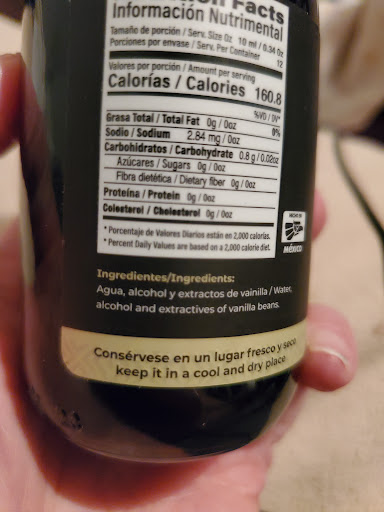 Facts
Información Nutrimental
Tamaño de porción / Serv. Size Oz 10 ml / 0.34 Oz
Porciones por envase / Serv. Per Container 12
Valores por porción / Amount per serving
Calorías / Calories 160.8
%VD / DV*
Grasa Total / Total Fat 0g / 0oz 0%
Sodio / Sodium 2.84 mg / 0oz
Carbohidratos / Carbohydrate 0.8 g / 0.02oz
Azúcares / Sugars 0g / 0oz
Fibra dietética / Dietary fiber 0g / 0oz
Proteína / Protein 0g / 0oz
Colesterol / Cholesterol 0g / 0oz
* Porcentaje de Valores Diarios están en 2,000 calorías.
* Percent Daily Values are based on a 2,000 calorie diet.
HECHO EN
MÉXICO
Ingredientes/Ingredients:
Agua, alcohol y extractos de vainilla / Water,
alcohol and extractives of vanilla beans.
Consérvese en un lugar fresco y seco
keep it in a cool and dry place